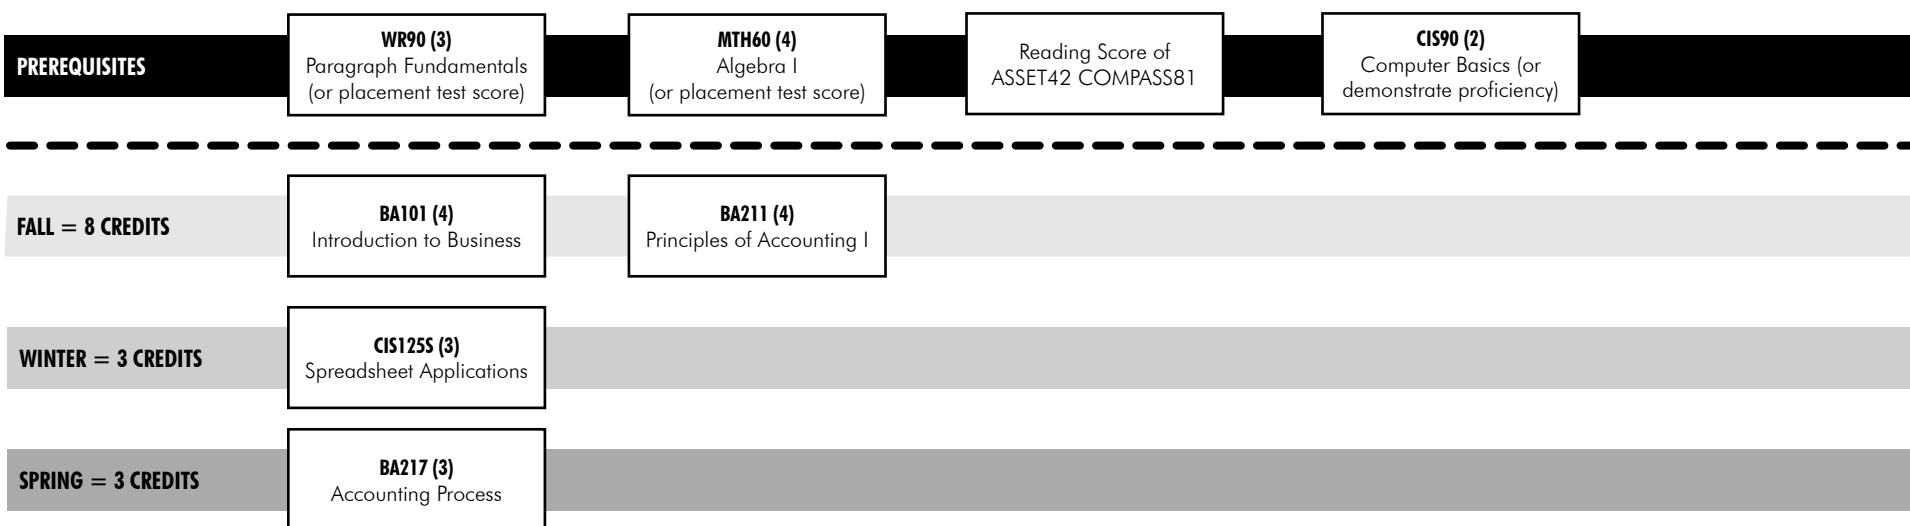 PREREQUISITES
WR90 (3)
Paragraph Fundamentals
(or placement test score)
MTH60 (4)
Algebra I
(or placement test score)
Reading Score of
ASSET42 COMPASS81
CIS90 (2)
Computer Basics (or
demonstrate proficiency)
FALL = 8 CREDITS
BA101 (4)
Introduction to Business
BA211 (4)
Principles of Accounting I
WINTER = 3 CREDITS
CIS125S (3)
Spreadsheet Applications
SPRING = 3 CREDITS
BA217 (3)
Accounting Process